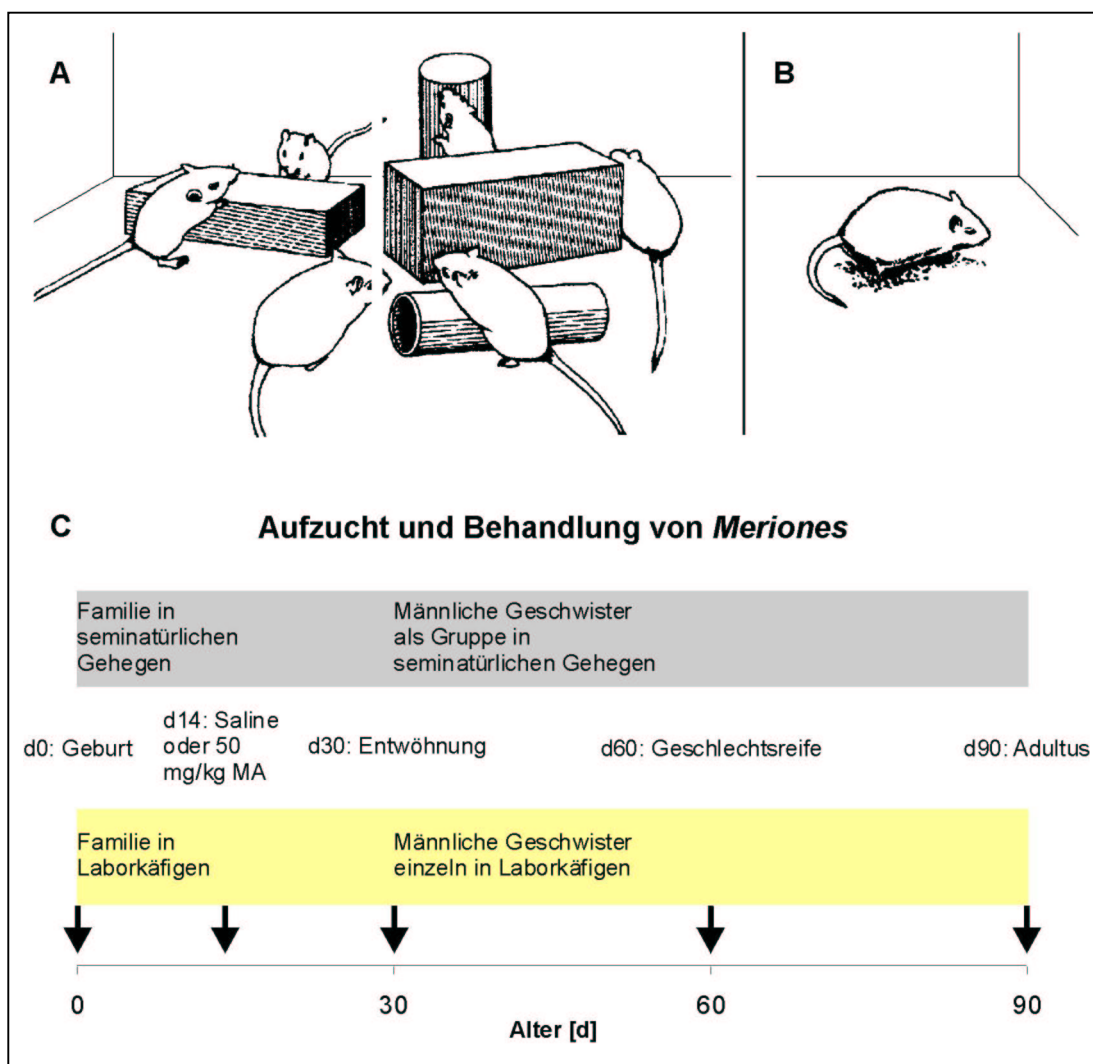 A
B
C
Aufzucht und Behandlung von Meriones
Familie in
seminatürlichen
Gehegen
Männliche Geschwister
als Gruppe in
seminatürlichen Gehegen
d0: Geburt
d14: Saline
oder 50
mg/kg MA
d30: Entwöhnung
d60: Geschlechtsreife
d90: Adultus
Familie in
Laborkäfigen
Männliche Geschwister
einzeln in Laborkäfigen
0
30
60
90
Alter [d]